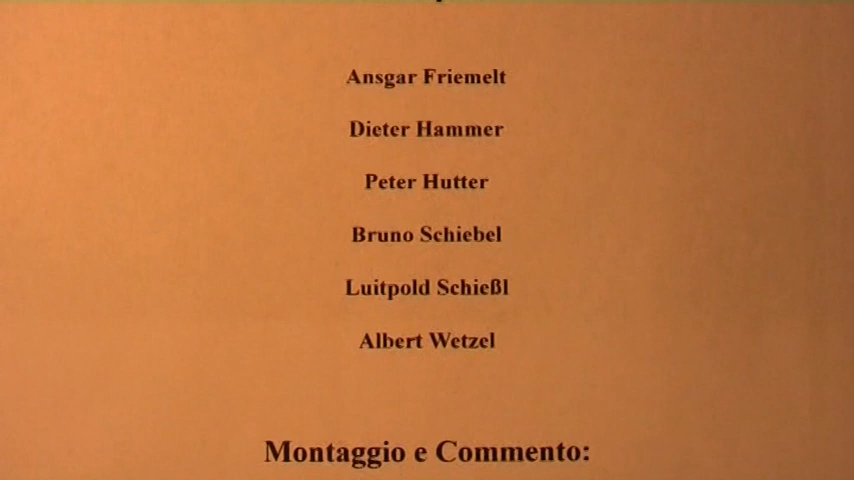 Ansgar Friemelt
Dieter Hammer
Peter Hutter
Bruno Schiebel
Luitpold Schießl
Albert Wetzel
Montaggio e Commento: